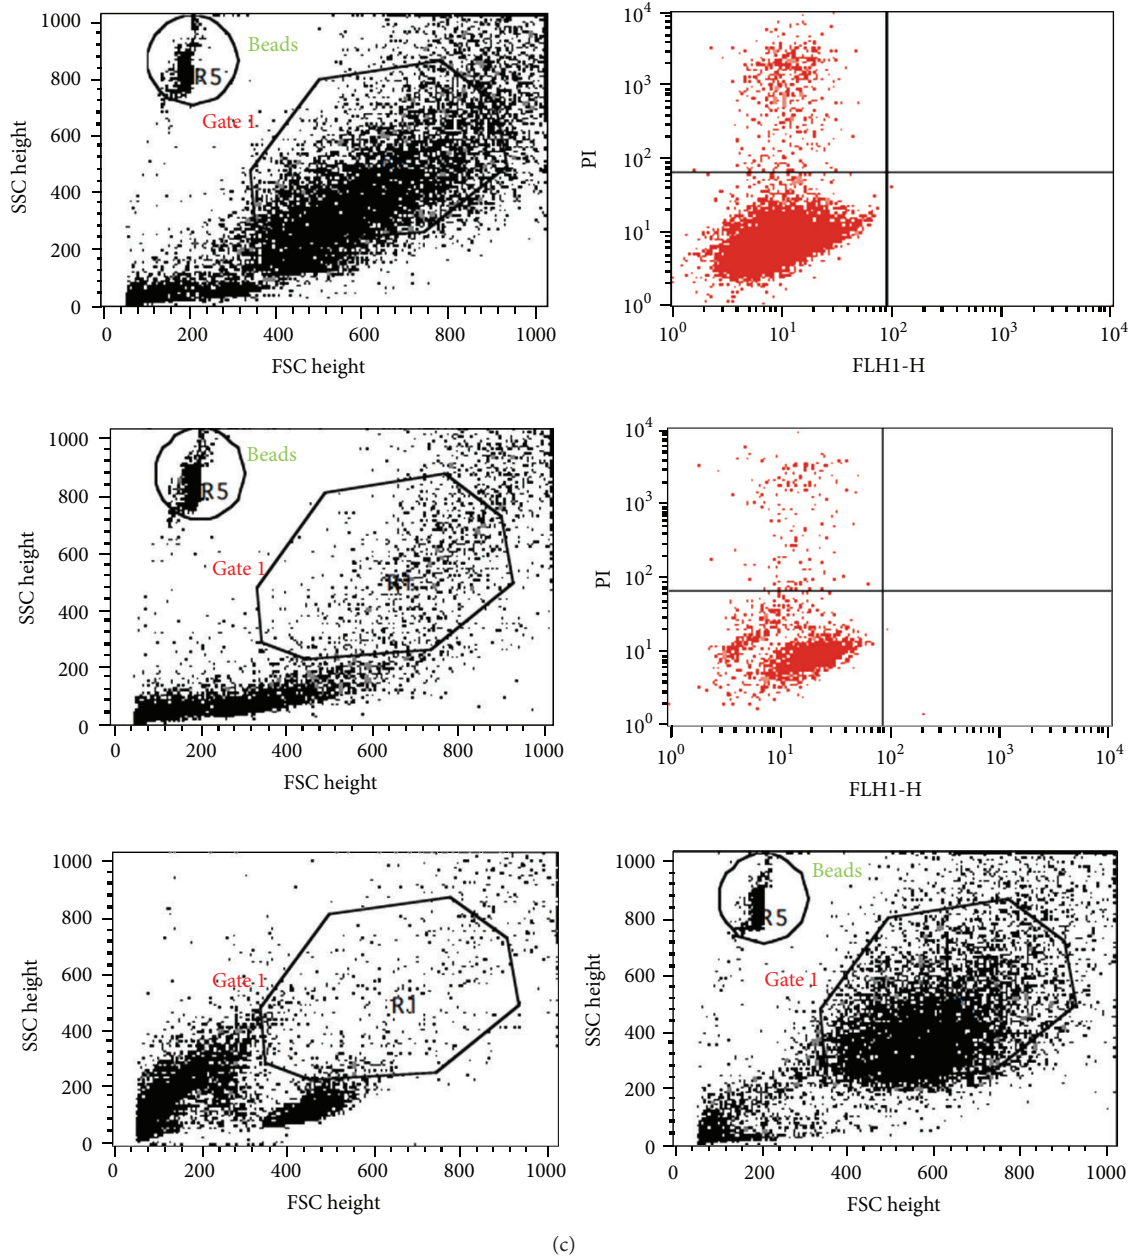 1000
800
600
400
200
0
SSC height
Beads
R5
Gate 1
0 200 400 600 800 1000
FSC height
10^4
10^3
10^2
10^1
10^0
PI
10^0 10^1 10^2 10^3 10^4
FLH1-H
1000
800
600
400
200
0
SSC height
Beads
R5
Gate 1
R1
0 200 400 600 800 1000
FSC height
10^4
10^3
10^2
10^1
10^0
PI
10^0 10^1 10^2 10^3 10^4
FLH1-H
1000
800
600
400
200
0
SSC height
Gate 1
R1
0 200 400 600 800 1000
FSC height
1000
800
600
400
200
0
SSC height
Beads
R5
Gate 1
0 200 400 600 800 1000
FSC height
(c)